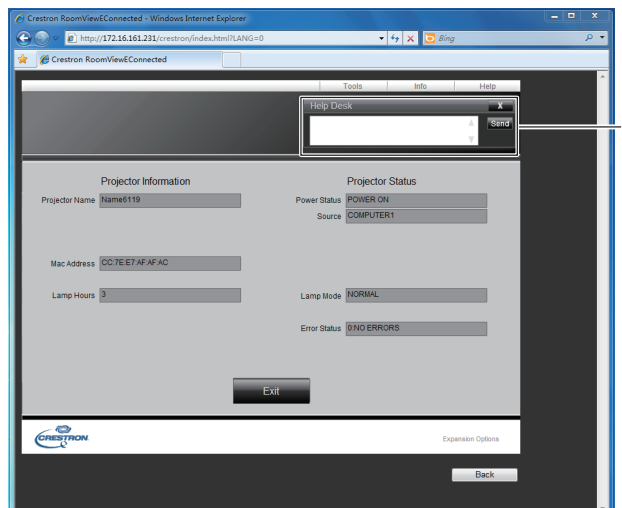 Crestron RoomViewEConnected - Windows Internet Explorer
http://172.16.161.231/crestron/index.html?LANG=0
Bing
Crestron RoomViewEConnected
Tools Info Help
Help Desk X
Send
Projector Information Projector Status
Projector Name Name6119 Power Status POWER ON
Source COMPUTER1
Mac Address CC:7E:E7:AF:AF:AC
Lamp Hours 3 Lamp Mode NORMAL
Error Status 0:NO ERRORS
Exit
CRESTRON Expansion Options
Back